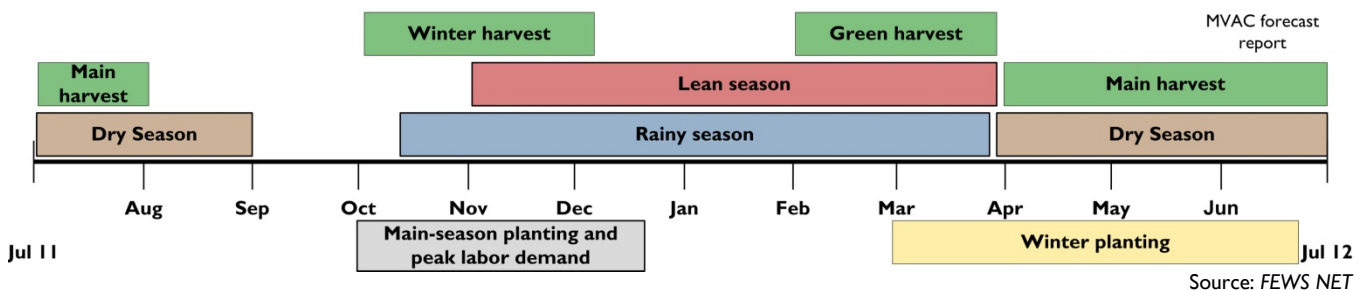 Winter harvest
Green harvest
MVAC forecast
report
Main
harvest
Lean season
Main harvest
Dry Season
Rainy season
Dry Season
Aug
Sep
Oct
Nov
Dec
Jan
Feb
Mar
Apr
May
Jun
Jul 11
Main-season planting and
peak labor demand
Winter planting
Jul 12
Source: FEWS NET